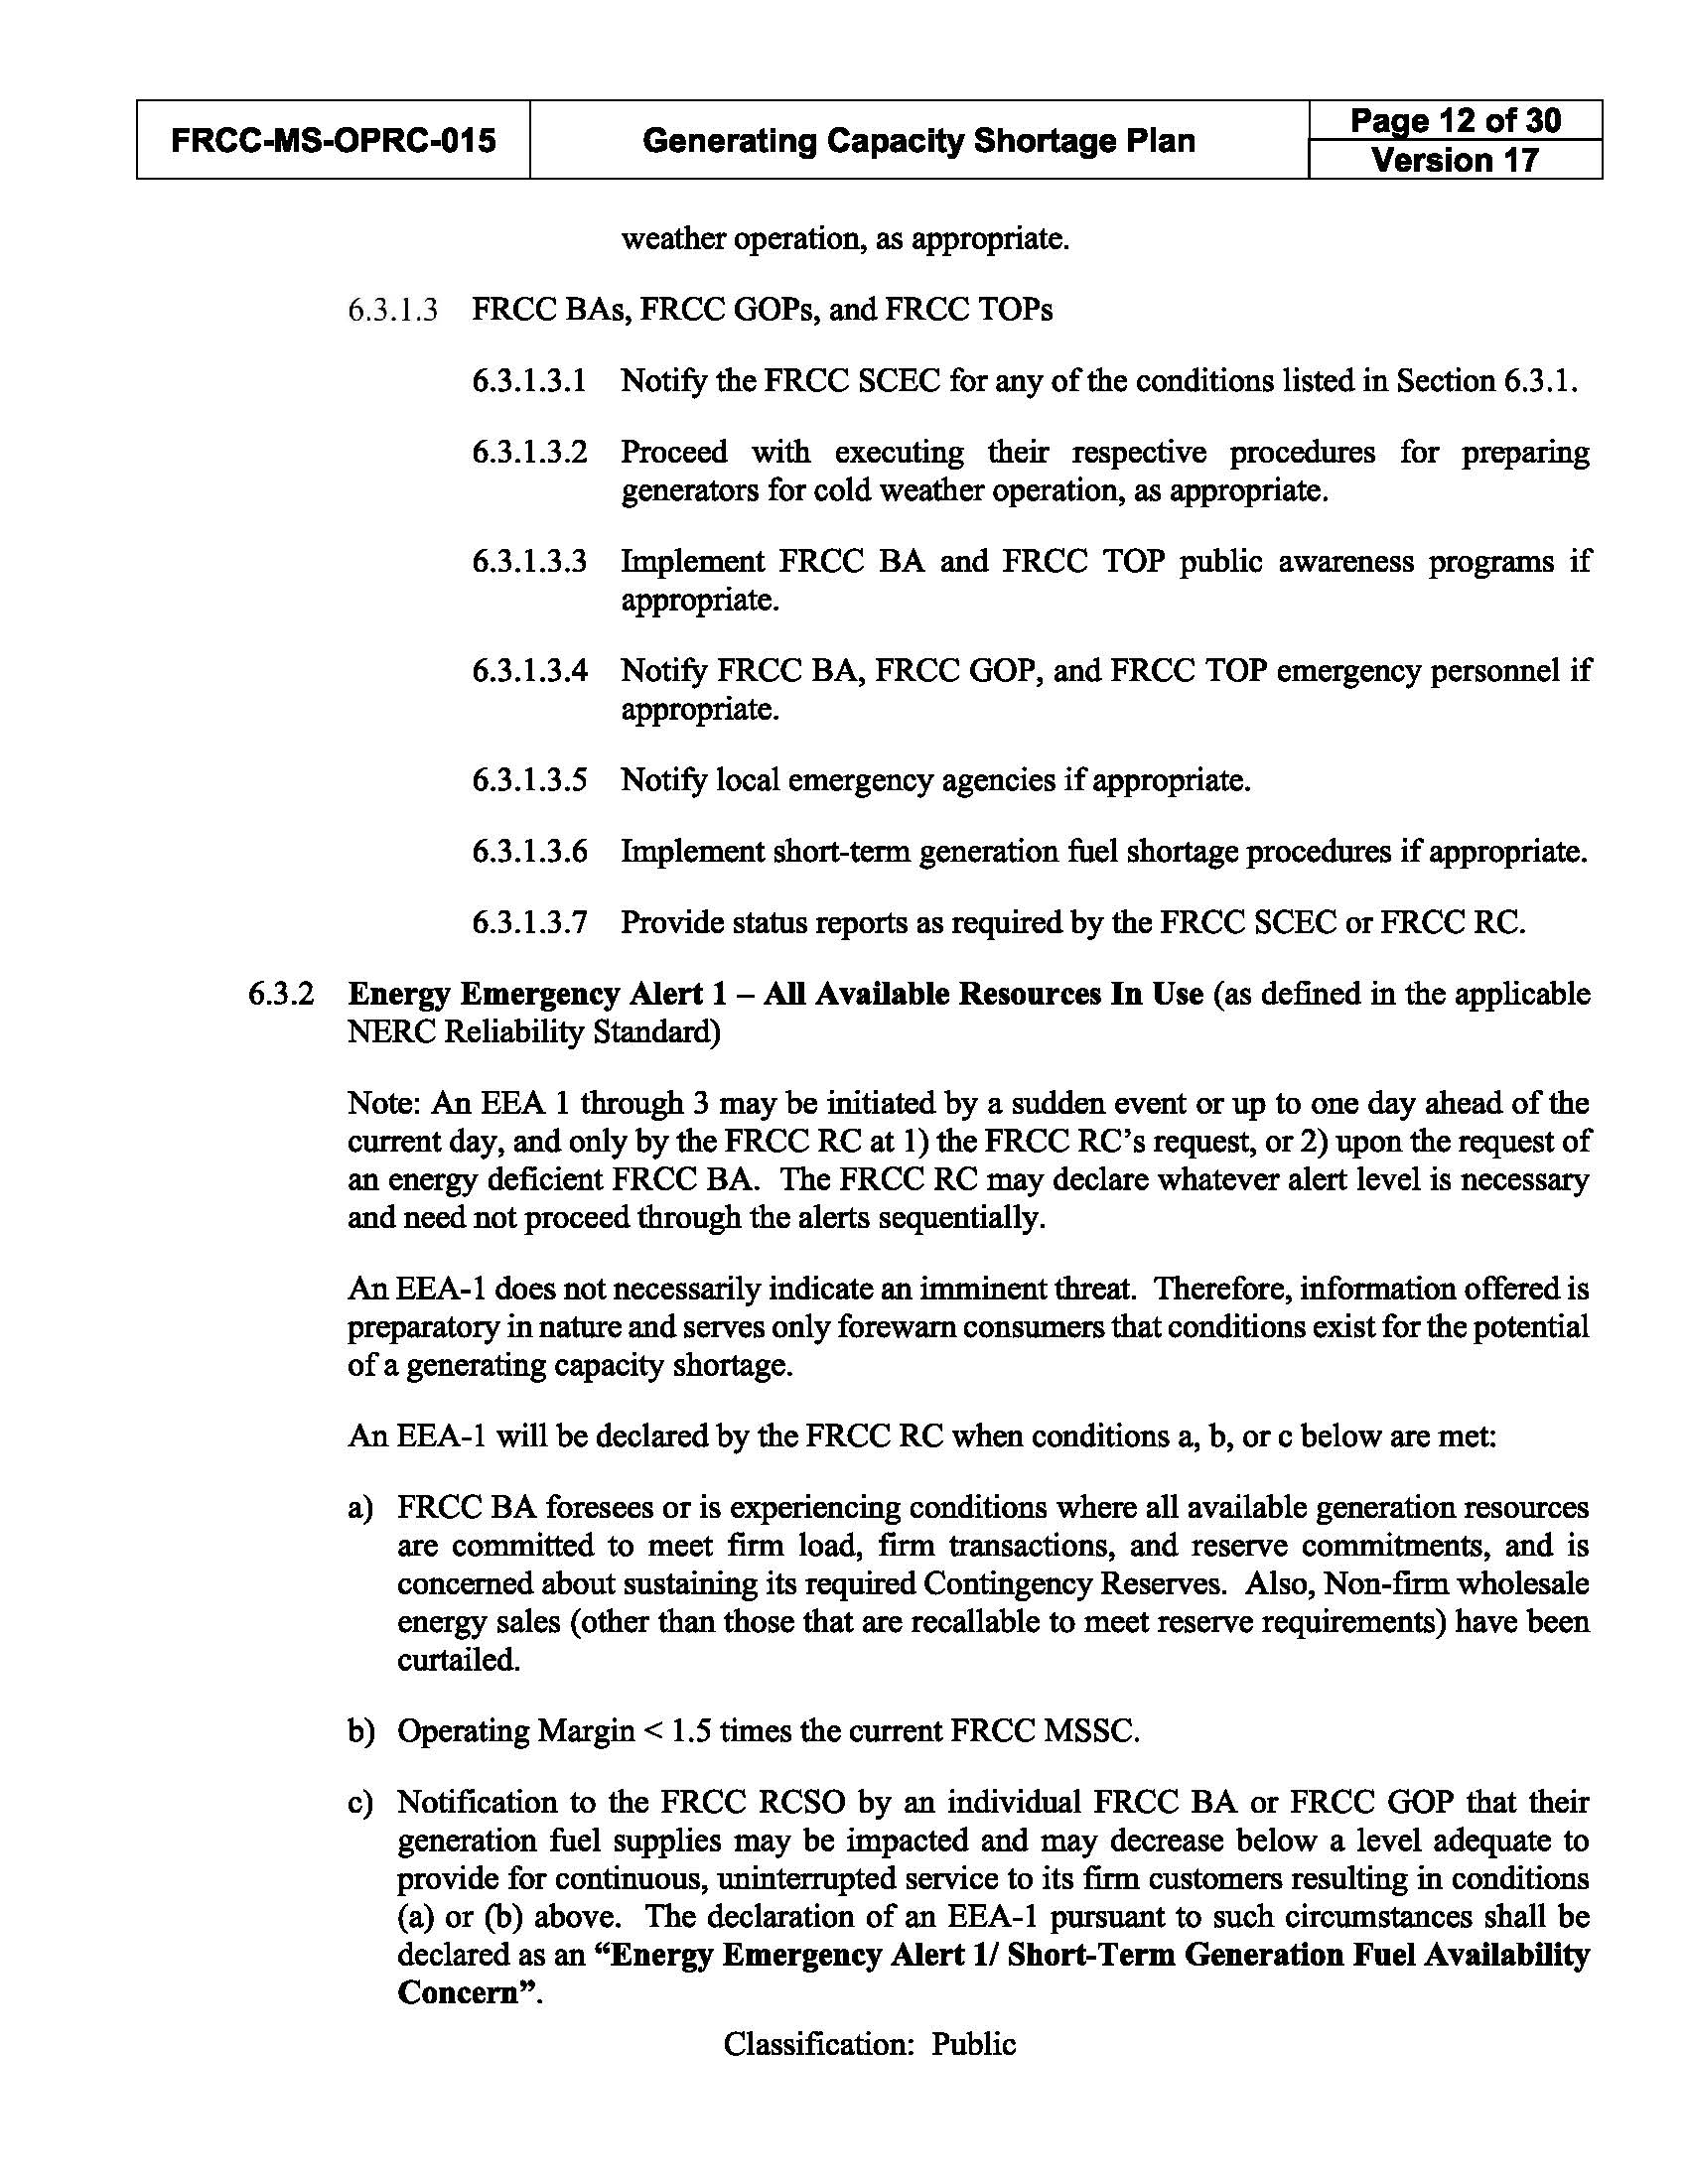 FRCC-MS-OPRC-015
Generating Capacity Shortage Plan
Page 12 of 30
Version 17
weather operation, as appropriate.
6.3.1.3 FRCC BAs, FRCC GOPs, and FRCC TOPs
6.3.1.3.1 Notify the FRCC SCEC for any of the conditions listed in Section 6.3.1.
6.3.1.3.2 Proceed with executing their respective procedures for preparing
generators for cold weather operation, as appropriate.
6.3.1.3.3 Implement FRCC BA and FRCC TOP public awareness programs if
appropriate.
6.3.1.3.4 Notify FRCC BA, FRCC GOP, and FRCC TOP emergency personnel if
appropriate.
6.3.1.3.5 Notify local emergency agencies if appropriate.
6.3.1.3.6 Implement short-term generation fuel shortage procedures if appropriate.
6.3.1.3.7 Provide status reports as required by the FRCC SCEC or FRCC RC.
6.3.2 Energy Emergency Alert 1 – All Available Resources In Use (as defined in the applicable
NERC Reliability Standard)
Note: An EEA 1 through 3 may be initiated by a sudden event or up to one day ahead of the
current day, and only by the FRCC RC at 1) the FRCC RC’s request, or 2) upon the request of
an energy deficient FRCC BA. The FRCC RC may declare whatever alert level is necessary
and need not proceed through the alerts sequentially.
An EEA-1 does not necessarily indicate an imminent threat. Therefore, information offered is
preparatory in nature and serves only forewarn consumers that conditions exist for the potential
of a generating capacity shortage.
An EEA-1 will be declared by the FRCC RC when conditions a, b, or c below are met:
a) FRCC BA foresees or is experiencing conditions where all available generation resources
are committed to meet firm load, firm transactions, and reserve commitments, and is
concerned about sustaining its required Contingency Reserves. Also, Non-firm wholesale
energy sales (other than those that are recallable to meet reserve requirements) have been
curtailed.
b) Operating Margin < 1.5 times the current FRCC MSSC.
c) Notification to the FRCC RCSO by an individual FRCC BA or FRCC GOP that their
generation fuel supplies may be impacted and may decrease below a level adequate to
provide for continuous, uninterrupted service to its firm customers resulting in conditions
(a) or (b) above. The declaration of an EEA-1 pursuant to such circumstances shall be
declared as an “Energy Emergency Alert 1/ Short-Term Generation Fuel Availability
Concern”.
Classification: Public